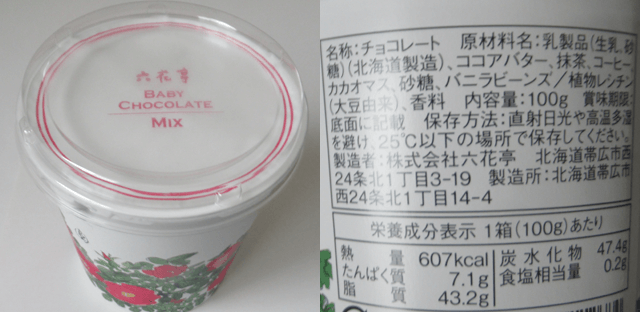 六花亭
BABY
CHOCOLATE
MIX
名称:チョコレート 原材料名:乳製品(生乳、砂
糖)(北海道製造)、ココアバター、抹茶、コーヒー、
カカオマス、砂糖、バニラビーンズ/植物レシチン
(大豆由来)、香料 内容量:100g 賞味期限:
底面に記載 保存方法:直射日光や高温多湿
を避け、25℃以下の場所で保存してください。
製造者:株式会社六花亭 北海道帯広市西
24条北1丁目3-19 製造所:北海道帯広市
西24条北1丁目14-4
栄養成分表示 1箱(100g)あたり
熱量 607kcal 炭水化物 47.4g
たんぱく質 7.1g 食塩相当量 0.2g
脂質 43.2g